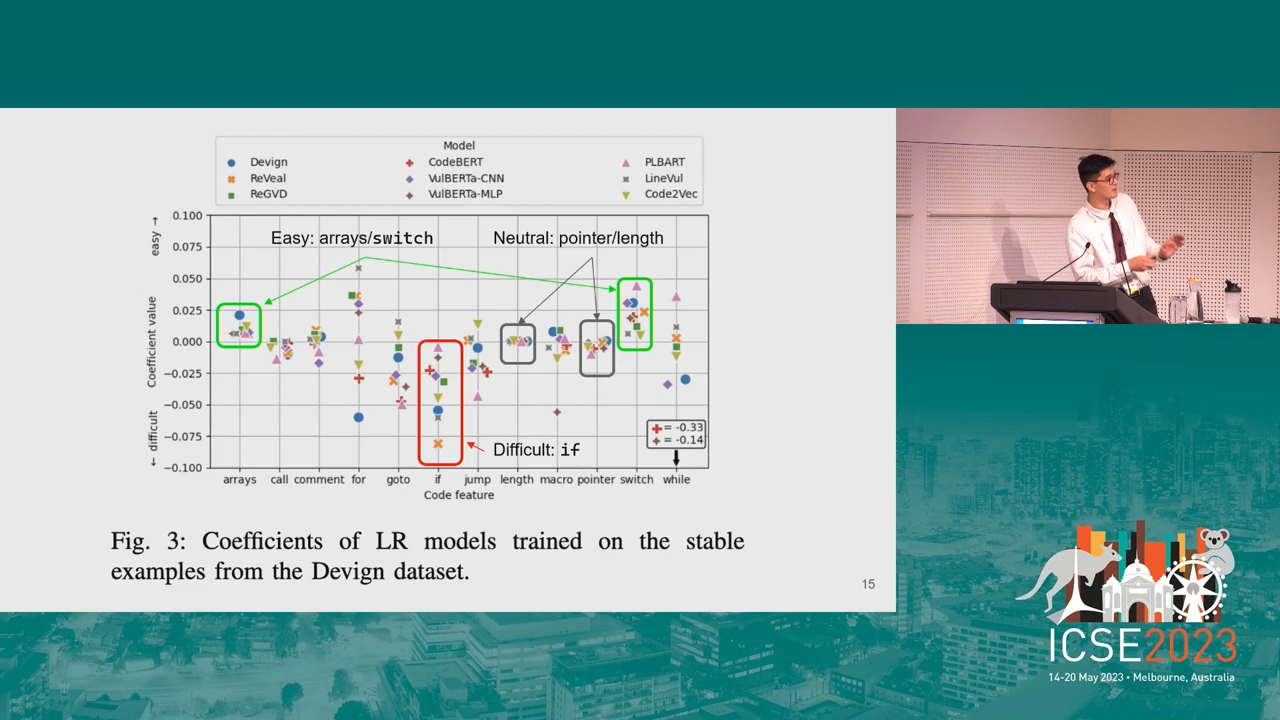 Model
Devign CodeBERT PLBART
ReVeal VulBERTa-CNN LineVul
ReGVD VulBERTa-MLP Code2Vec
easy →
Coefficient value
← difficult
0.100
0.075
0.050
0.025
0.000
−0.025
−0.050
−0.075
−0.100
Easy: arrays/switch
Neutral: pointer/length
Difficult: if
= -0.33
= -0.14
arrays call comment for goto if jump length macro pointer switch while
Code feature
Fig. 3: Coefficients of LR models trained on the stable
examples from the Devign dataset.
15
ICSE2023
14-20 May 2023 • Melbourne, Australia